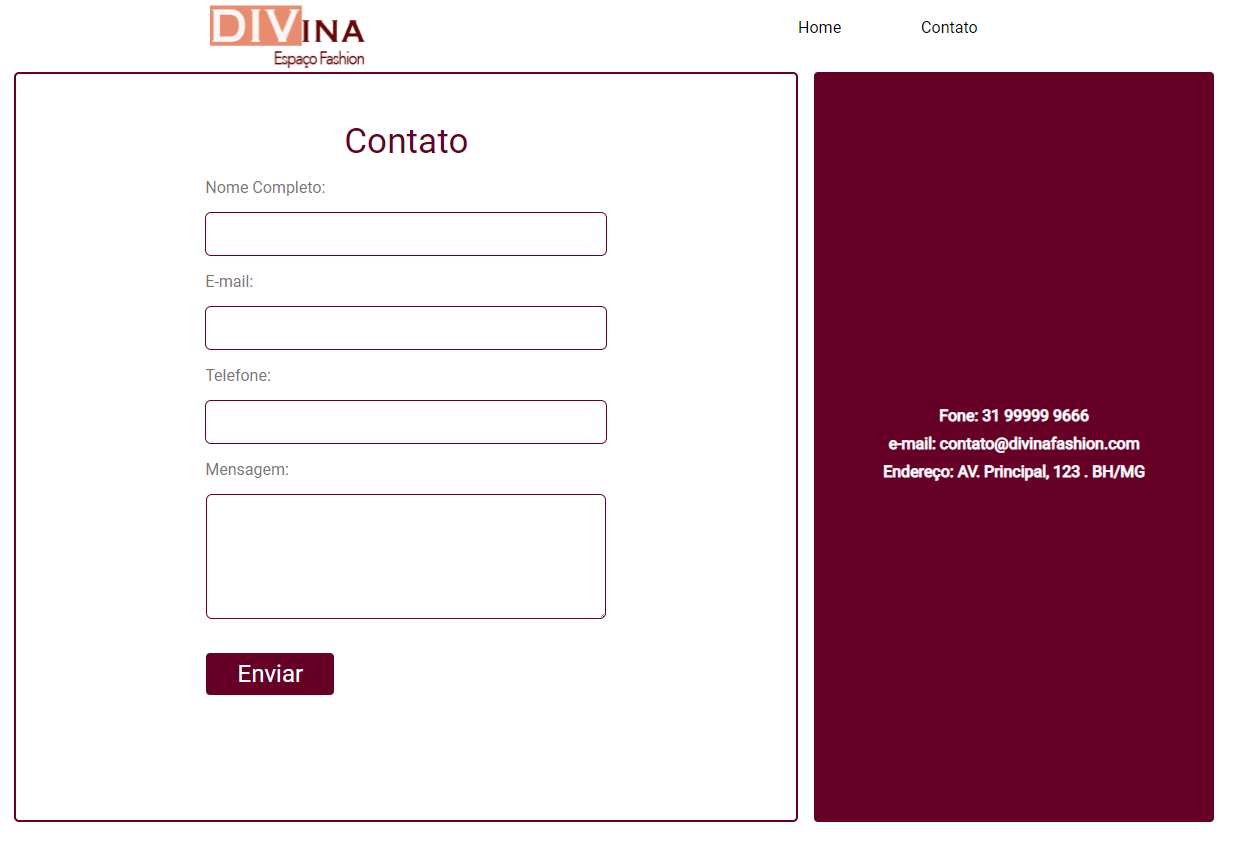 DIVINA
Espaço Fashion
Home
Contato
Contato
Nome Completo:
E-mail:
Telefone:
Mensagem:
Enviar
Fone: 31 99999 9666
e-mail: contato@divinafashion.com
Endereço: AV. Principal, 123 . BH/MG